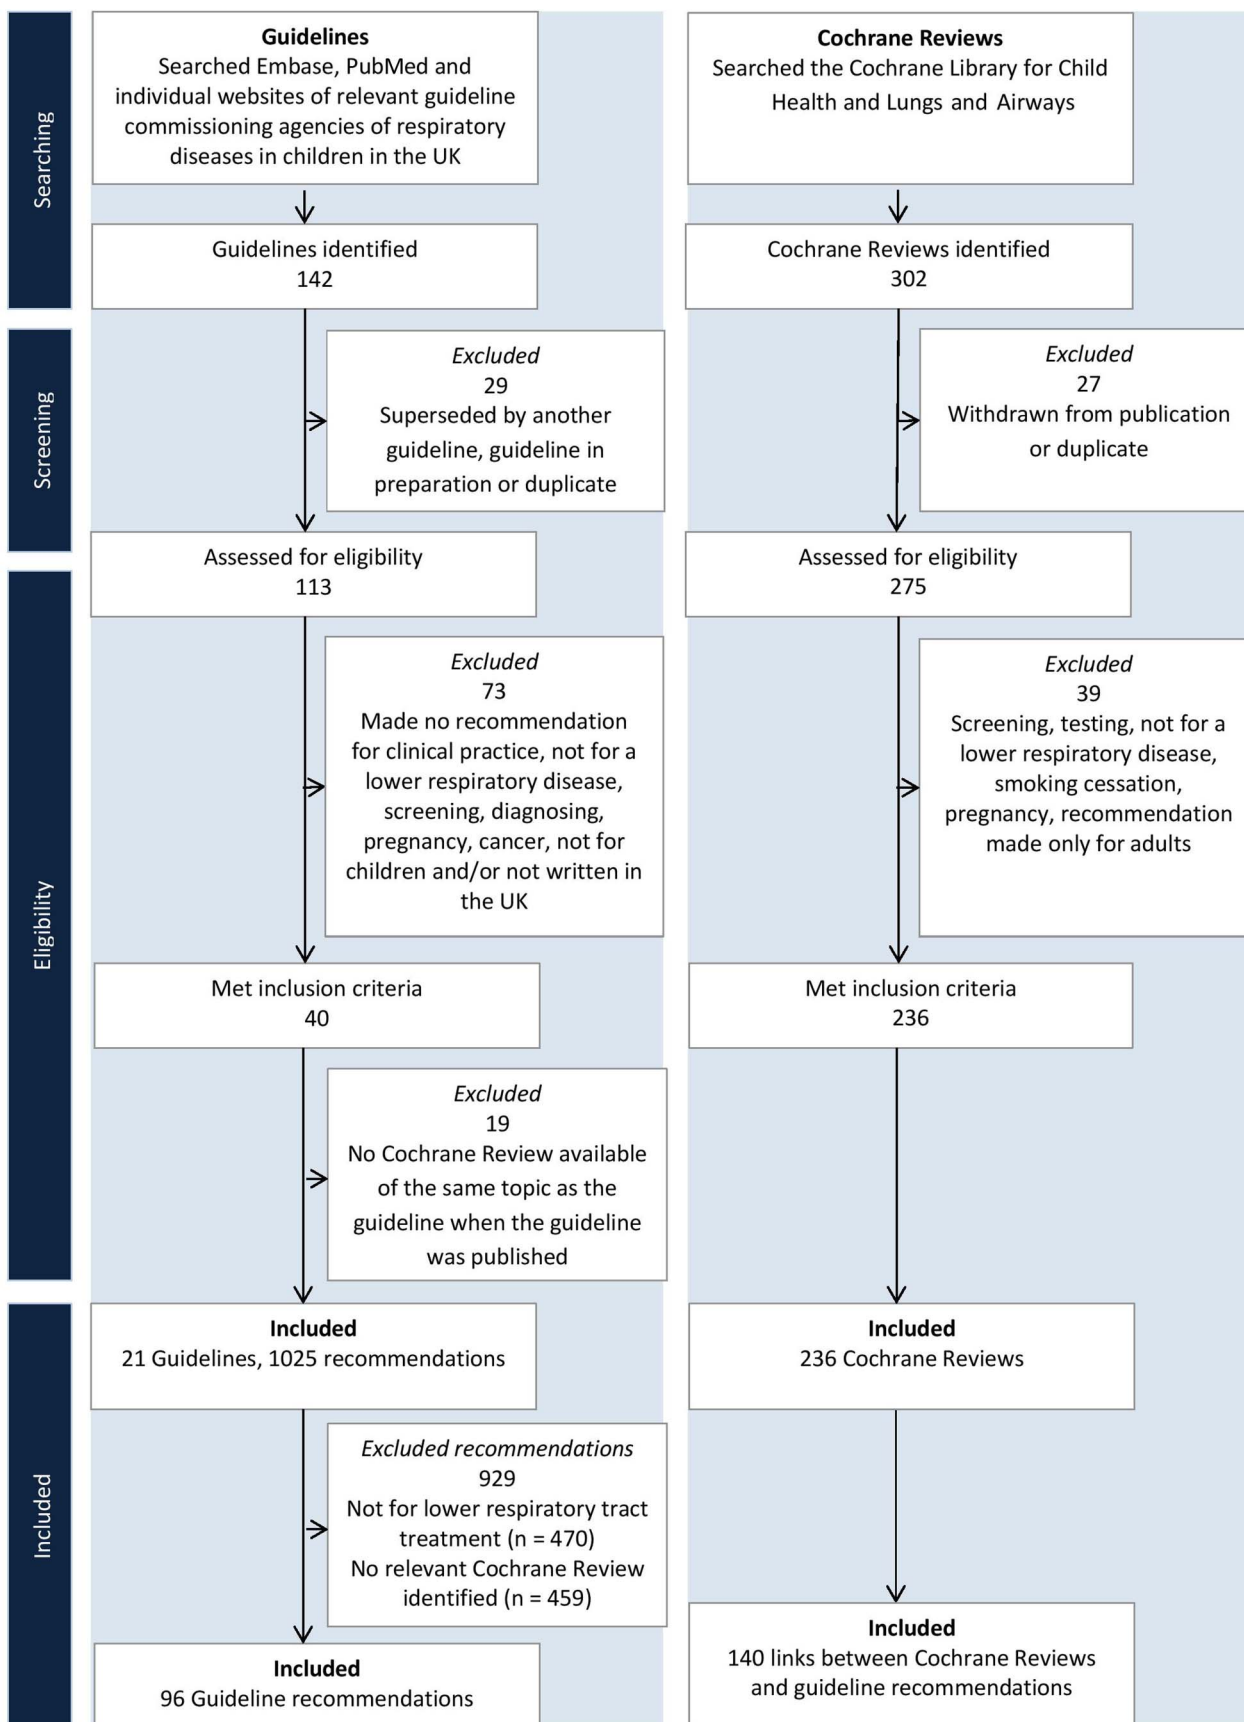 Searching
Guidelines
Searched Embase, PubMed and
individual websites of relevant guideline
commissioning agencies of respiratory
diseases in children in the UK
Cochrane Reviews
Searched the Cochrane Library for Child
Health and Lungs and Airways
Guidelines identified
142
Cochrane Reviews identified
302
Screening
Excluded
29
Superseded by another
guideline, guideline in
preparation or duplicate
Excluded
27
Withdrawn from publication
or duplicate
Assessed for eligibility
113
Assessed for eligibility
275
Eligibility
Excluded
73
Made no recommendation
for clinical practice, not for a
lower respiratory disease,
screening, diagnosing,
pregnancy, cancer, not for
children and/or not written in
the UK
Excluded
39
Screening, testing, not for a
lower respiratory disease,
smoking cessation,
pregnancy, recommendation
made only for adults
Met inclusion criteria
40
Met inclusion criteria
236
Excluded
19
No Cochrane Review available
of the same topic as the
guideline when the guideline
was published
Included
Included
21 Guidelines, 1025 recommendations
Included
236 Cochrane Reviews
Excluded recommendations
929
Not for lower respiratory tract
treatment (n = 470)
No relevant Cochrane Review
identified (n = 459)
Included
96 Guideline recommendations
Included
140 links between Cochrane Reviews
and guideline recommendations